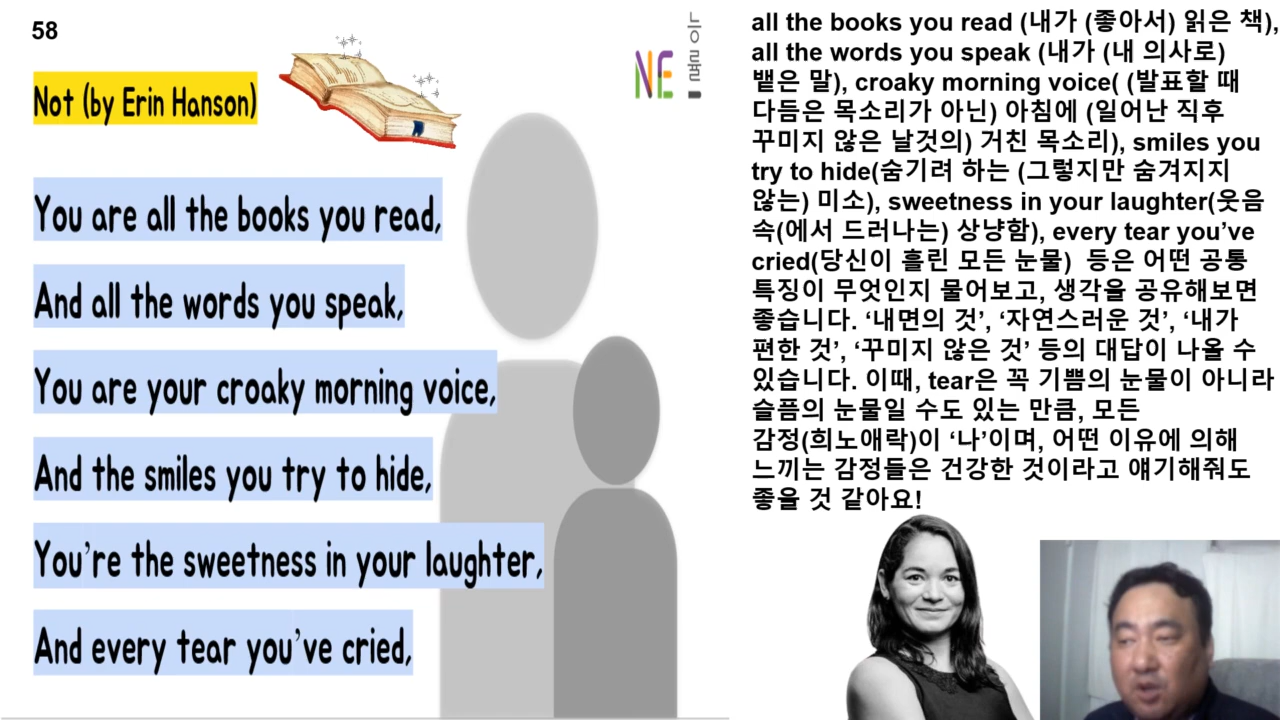 58
NE
능률
Not (by Erin Hanson)
You are all the books you read,
And all the words you speak,
You are your croaky morning voice,
And the smiles you try to hide,
You're the sweetness in your laughter,
And every tear you've cried,
all the books you read (내가 (좋아서) 읽은 책),
all the words you speak (내가 (내 의사로)
뱉은 말), croaky morning voice( (발표할 때
다듬은 목소리가 아닌) 아침에 (일어난 직후
꾸미지 않은 날것의) 거친 목소리), smiles you
try to hide(숨기려 하는 (그렇지만 숨겨지지
않는) 미소), sweetness in your laughter(웃음
속(에서 드러나는) 상냥함), every tear you’ve
cried(당신이 흘린 모든 눈물)  등은 어떤 공통
특징이 무엇인지 물어보고, 생각을 공유해보면
좋습니다. ‘내면의 것’, ‘자연스러운 것’, ‘내가
편한 것’, ‘꾸미지 않은 것’ 등의 대답이 나올 수
있습니다. 이때, tear은 꼭 기쁨의 눈물이 아니라
슬픔의 눈물일 수도 있는 만큼, 모든
감정(희노애락)이 ‘나’이며, 어떤 이유에 의해
느끼는 감정들은 건강한 것이라고 얘기해줘도
좋을 것 같아요!